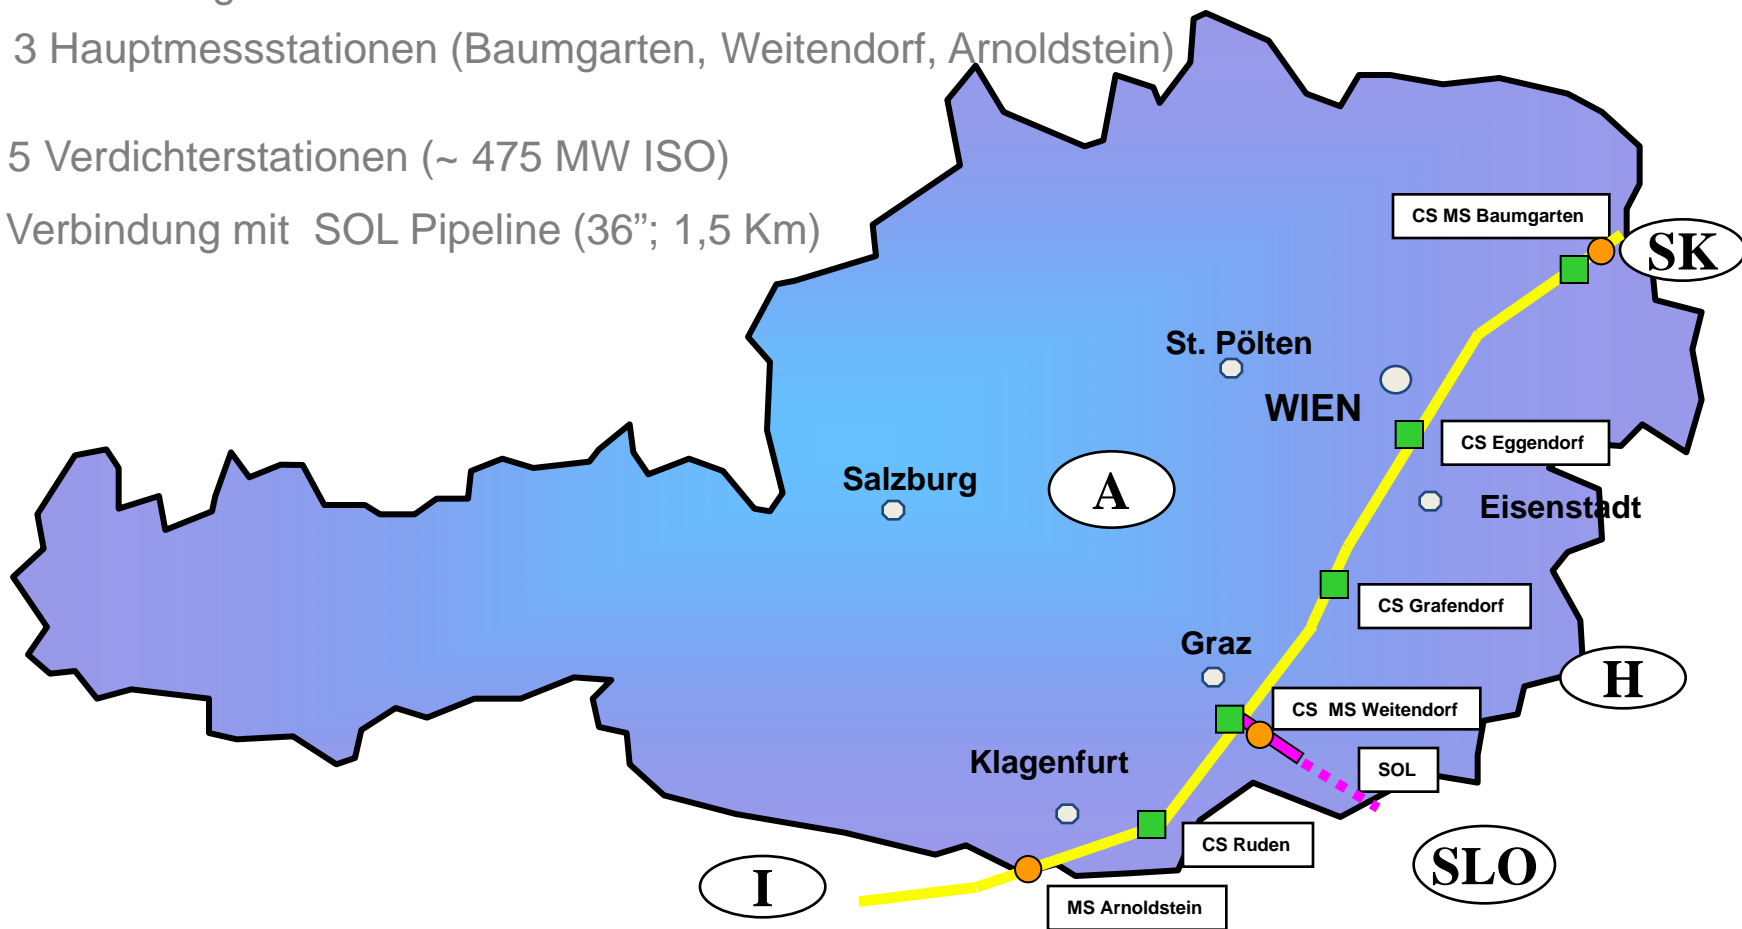 3 Hauptmessstationen (Baumgarten, Weitendorf, Arnoldstein)
5 Verdichterstationen (~ 475 MW ISO)
Verbindung mit  SOL Pipeline (36”; 1,5 Km)
CS MS Baumgarten
SK
St. Pölten
WIEN
CS Eggendorf
Salzburg
A
Eisenstadt
CS Grafendorf
Graz
H
CS  MS Weitendorf
Klagenfurt
SOL
CS Ruden
SLO
I
MS Arnoldstein